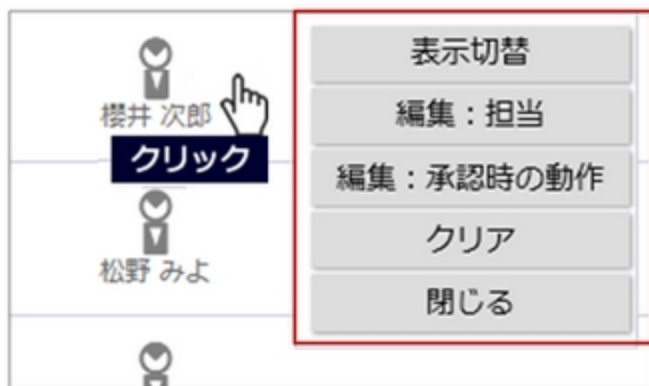 櫻井 次郎
クリック
松野 みよ
表示切替
編集：担当
編集：承認時の動作
クリア
閉じる